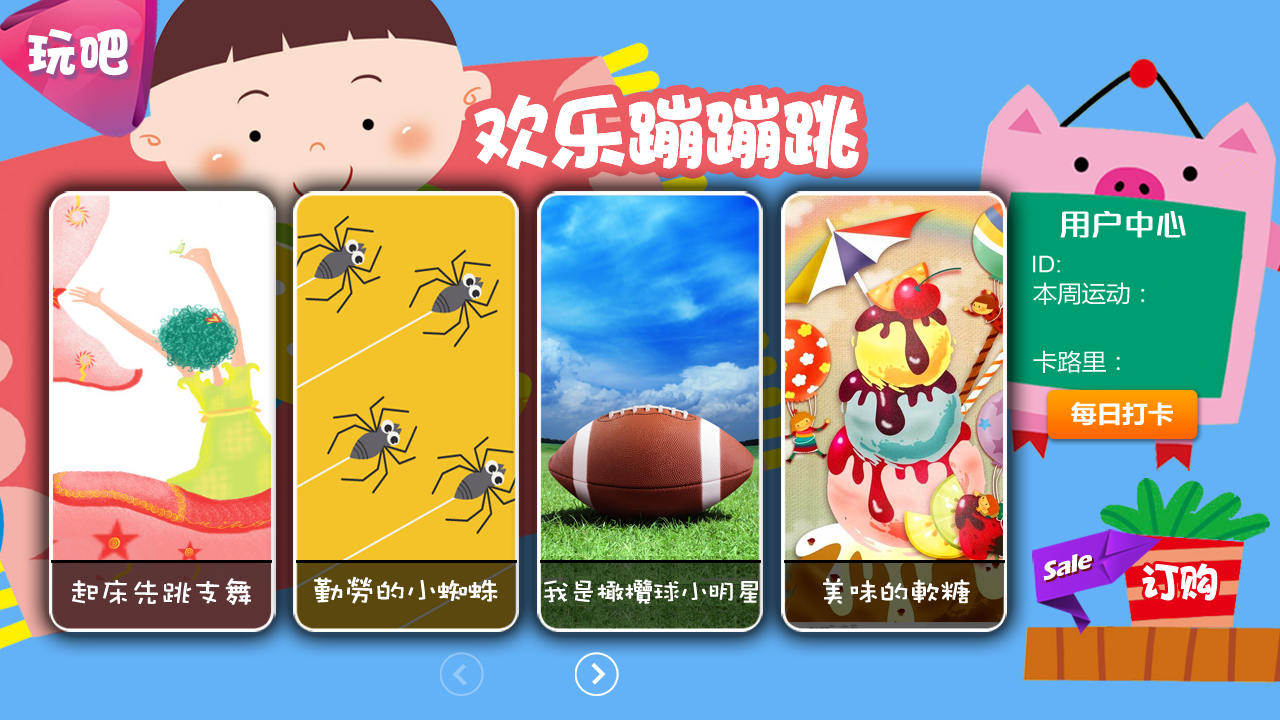 玩吧
欢乐蹦蹦跳
起床先跳支舞
勤勞的小蜘蛛
我是橄欖球小明星
美味的軟糖
用户中心
ID:
本周运动：
卡路里：
每日打卡
Sale
订购